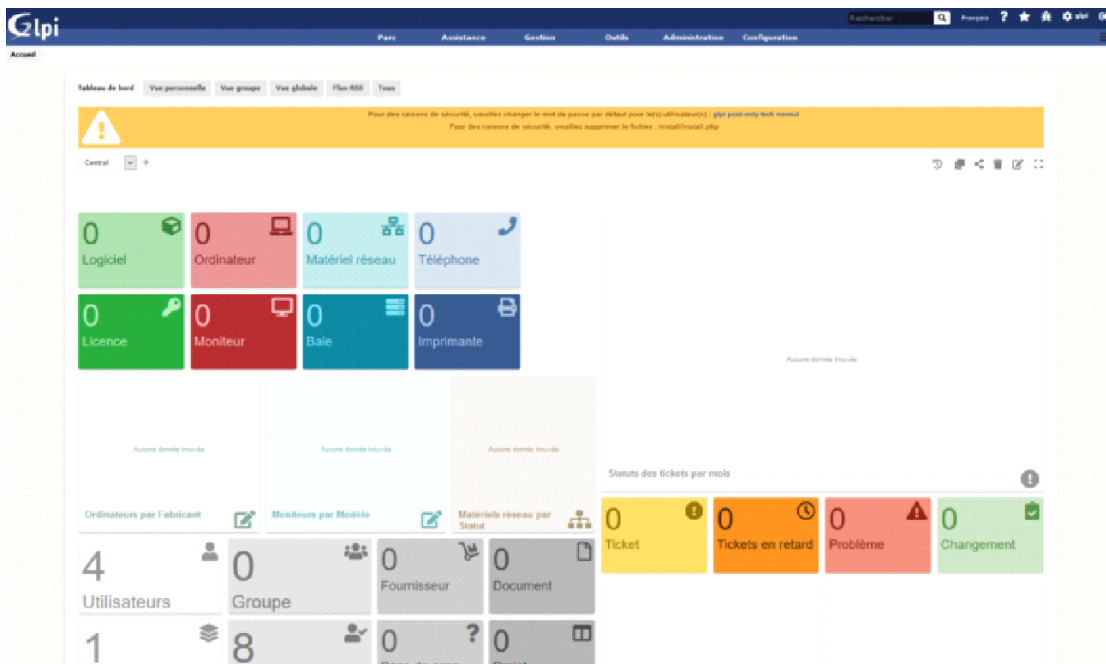 Glpi
Rechercher Français ? glpi
Parc Assistance Gestion Outils Administration Configuration
Accueil
Tableau de bord Vue personnelle Vue groupe Vue globale Flux RSS Tous
Pour des raisons de sécurité, veuillez changer le mot de passe par défaut pour le(s) utilisateur(s) : glpi post-only tech normal
Pour des raisons de sécurité, veuillez supprimer le fichier : install/install.php
Central +
0 0 0 0
Logiciel Ordinateur Matériel réseau Téléphone
0 0 0 0
Licence Moniteur Baie Imprimante
Aucune donnée trouvée
Aucune donnée trouvée Aucune donnée trouvée Aucune donnée trouvée
Statuts des tickets par mois
Ordinateurs par Fabricant Moniteurs par Modèle Matériels réseau par
Statut
0 0 0 0
Ticket Tickets en retard Problème Changement
4 0 0 0
Fournisseur Document
Utilisateurs Groupe
1 8 0 ? 0